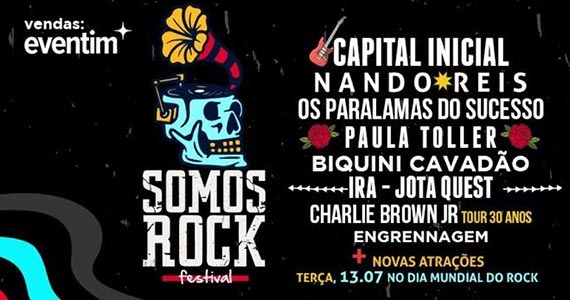 vendas:
eventim
SOMOS
ROCK
festival
CAPITAL INICIAL
NANDO REIS
OS PARALAMAS DO SUCESSO
PAULA TOLLER
BIQUINI CAVADÃO
IRA - JOTA QUEST
CHARLIE BROWN JR TOUR 30 ANOS
ENGRENNAGEM
+ NOVAS ATRAÇÕES
TERÇA, 13.07 NO DIA MUNDIAL DO ROCK